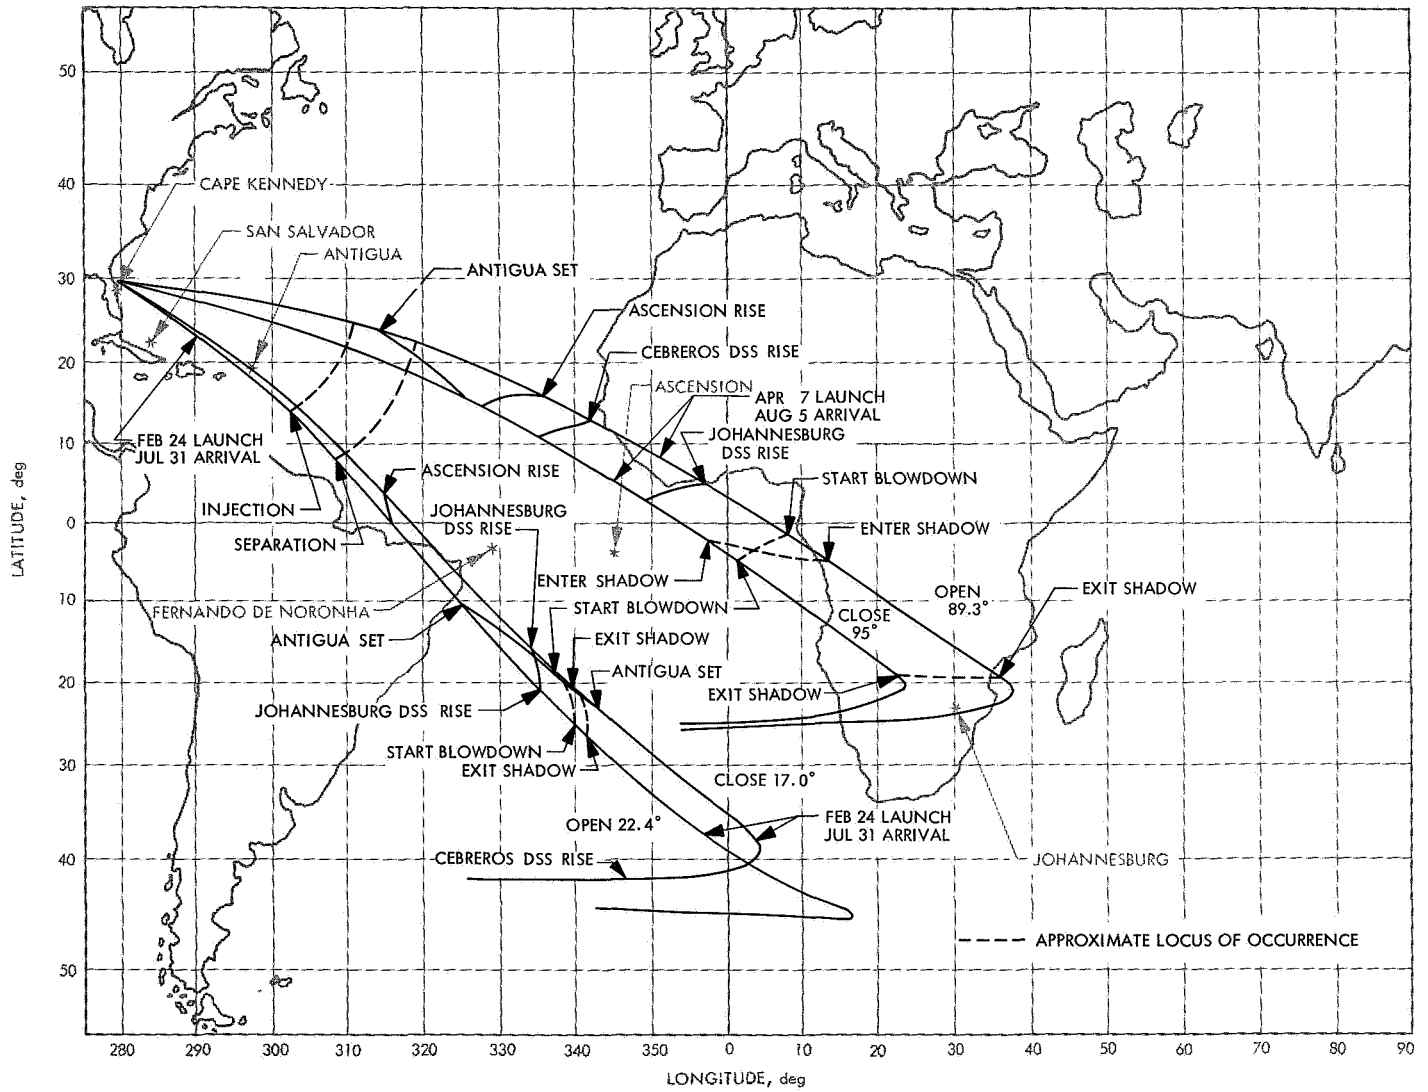 CAPE KENNEDY
SAN SALVADOR
ANTIGUA
ANTIGUA SET
ASCENSION RISE
CEBREROS DSS RISE
ASCENSION
APR 7 LAUNCH
AUG 5 ARRIVAL
JOHANNESBURG
DSS RISE
FEB 24 LAUNCH
JUL 31 ARRIVAL
ASCENSION RISE
START BLOWDOWN
INJECTION
JOHANNESBURG
DSS RISE
SEPARATION
ENTER SHADOW
ENTER SHADOW
EXIT SHADOW
OPEN
89.3°
FERNANDO DE NORONHA
START BLOWDOWN
CLOSE
95°
ANTIGUA SET
EXIT SHADOW
ANTIGUA SET
EXIT SHADOW
JOHANNESBURG DSS RISE
START BLOWDOWN
EXIT SHADOW
CLOSE 17.0°
OPEN 22.4°
FEB 24 LAUNCH
JUL 31 ARRIVAL
CEBREROS DSS RISE
JOHANNESBURG
APPROXIMATE LOCUS OF OCCURRENCE
LATITUDE, deg
50
40
30
20
10
0
10
20
30
40
50
280 290 300 310 320 330 340 350 0 10 20 30 40 50 60 70 80 90
LONGITUDE, deg